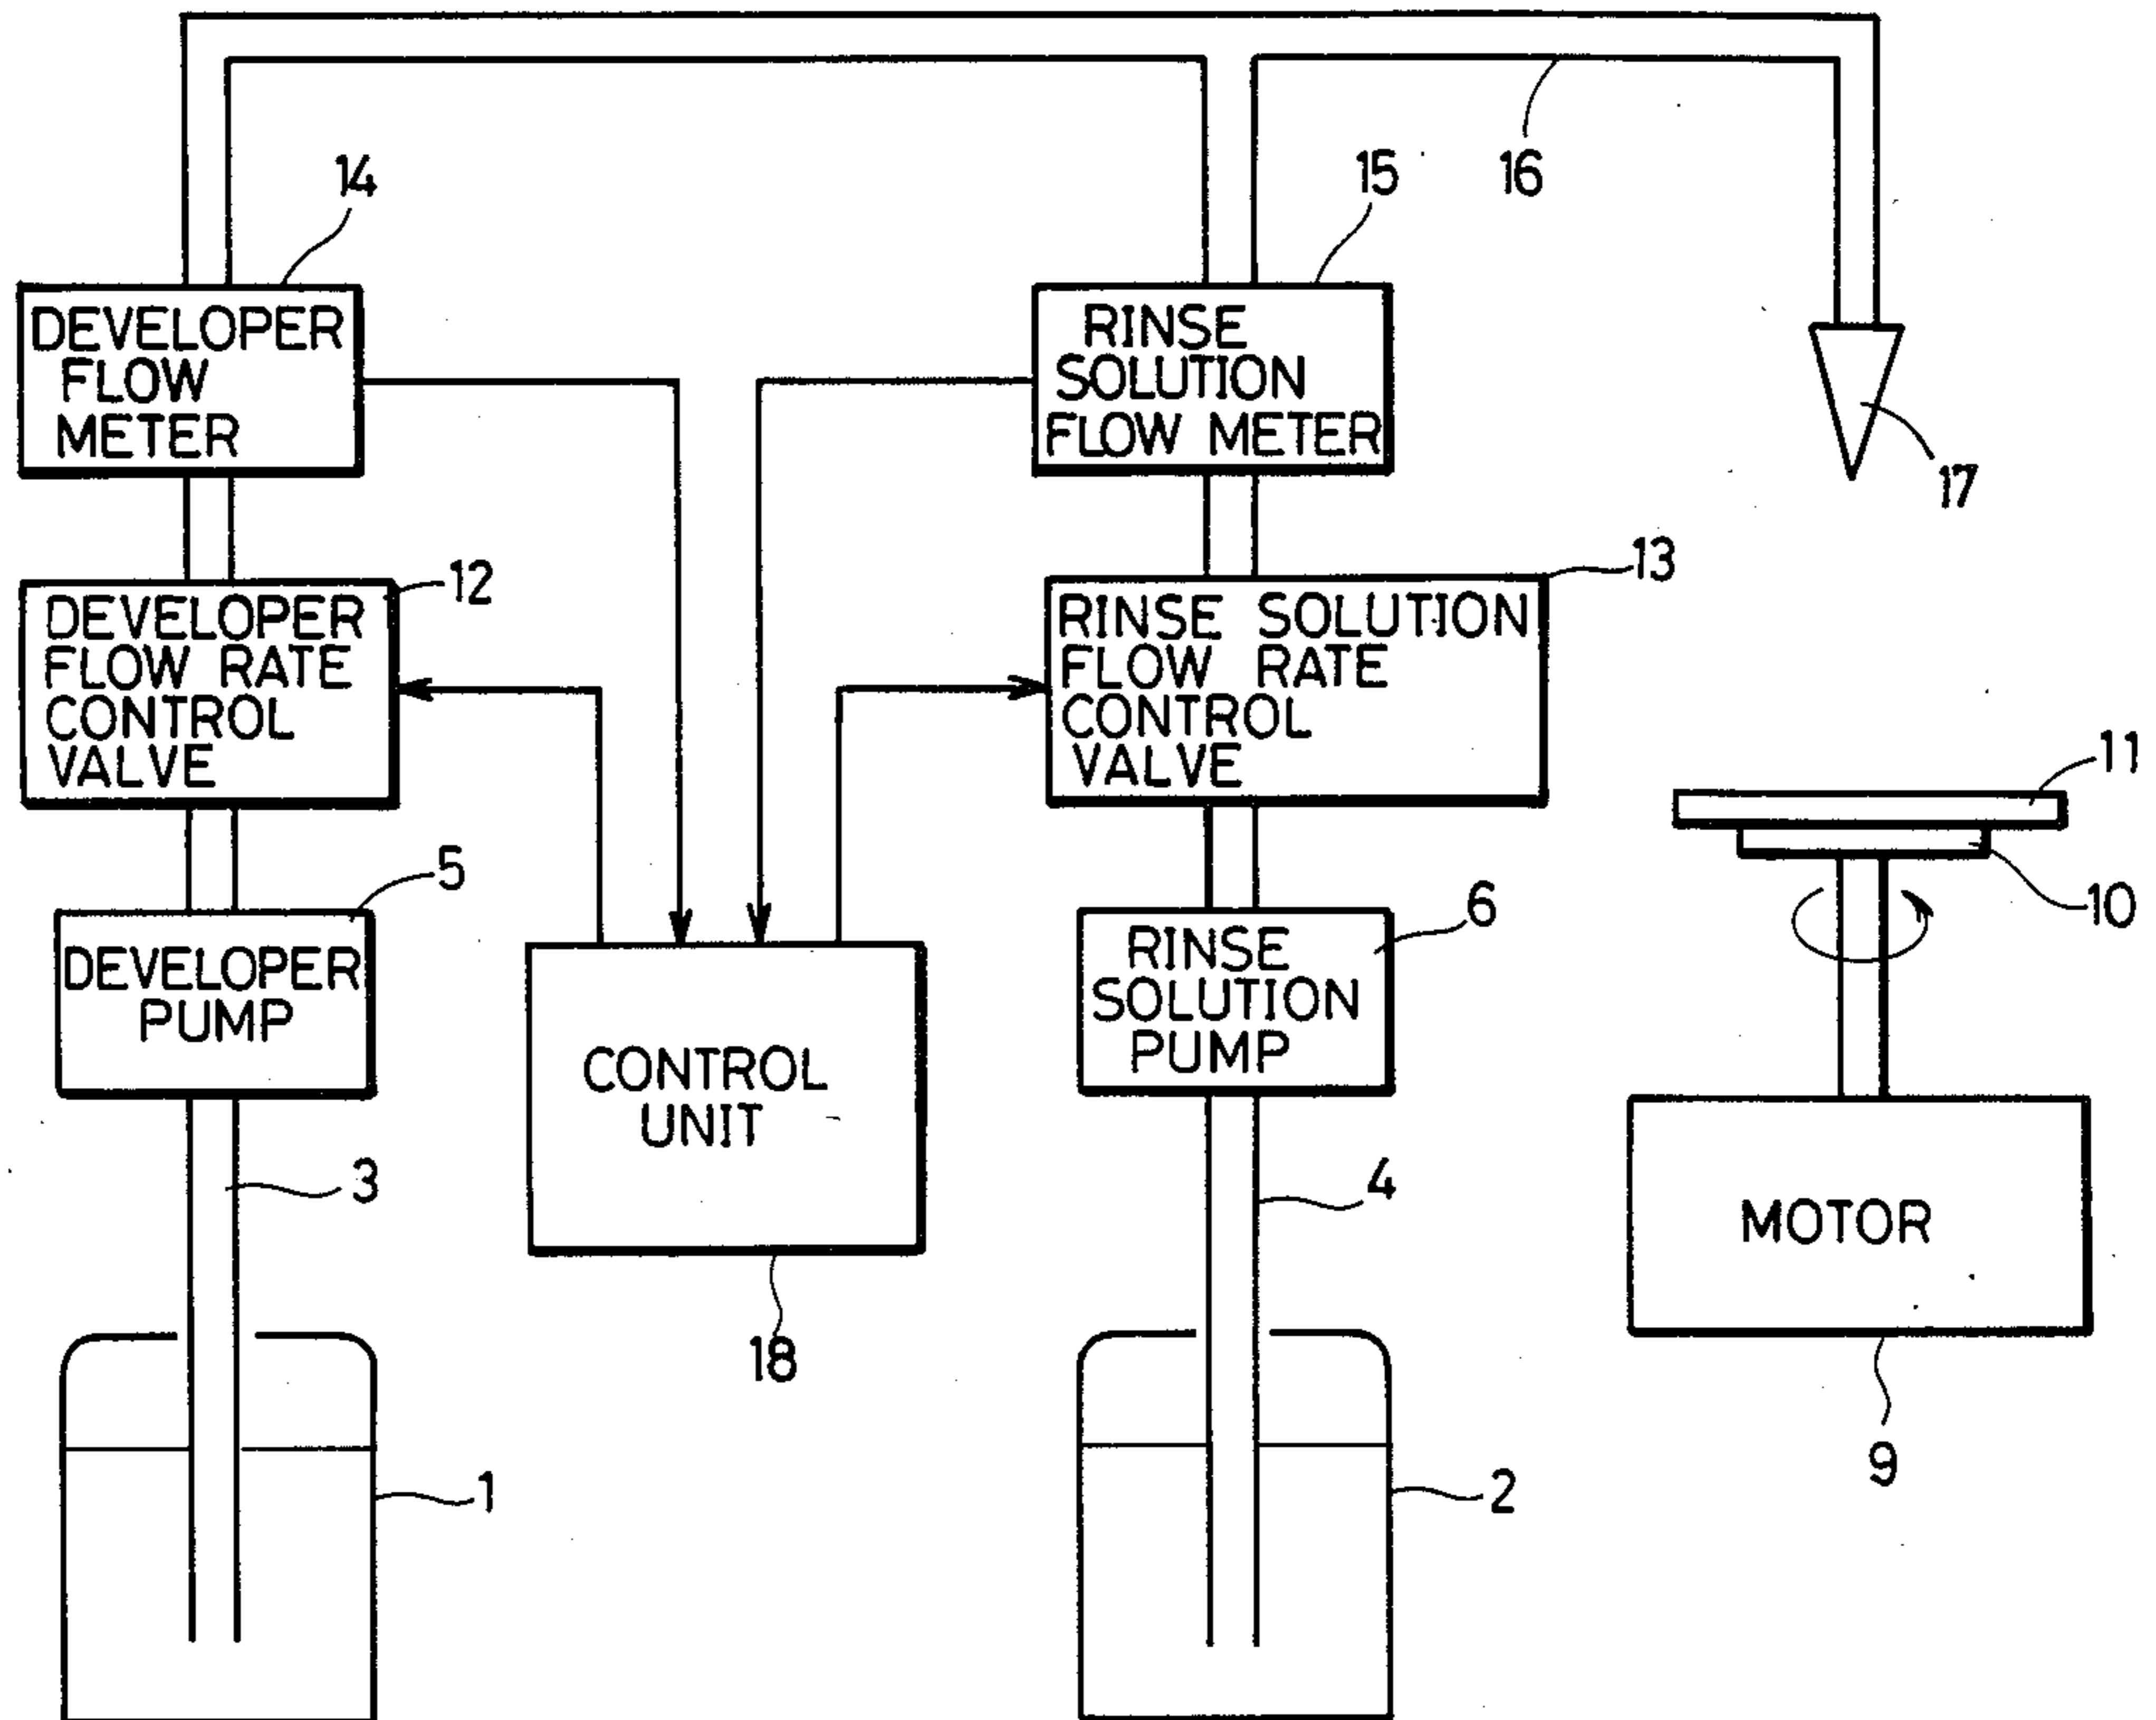 14
15
16
DEVELOPER
FLOW
METER
RINSE
SOLUTION
FLOW METER
17
12
13
DEVELOPER
FLOW RATE
CONTROL
VALVE
RINSE SOLUTION
FLOW RATE
CONTROL
VALVE
11
5
6
10
DEVELOPER
PUMP
RINSE
SOLUTION
PUMP
CONTROL
UNIT
3
4
MOTOR
18
9
1
2